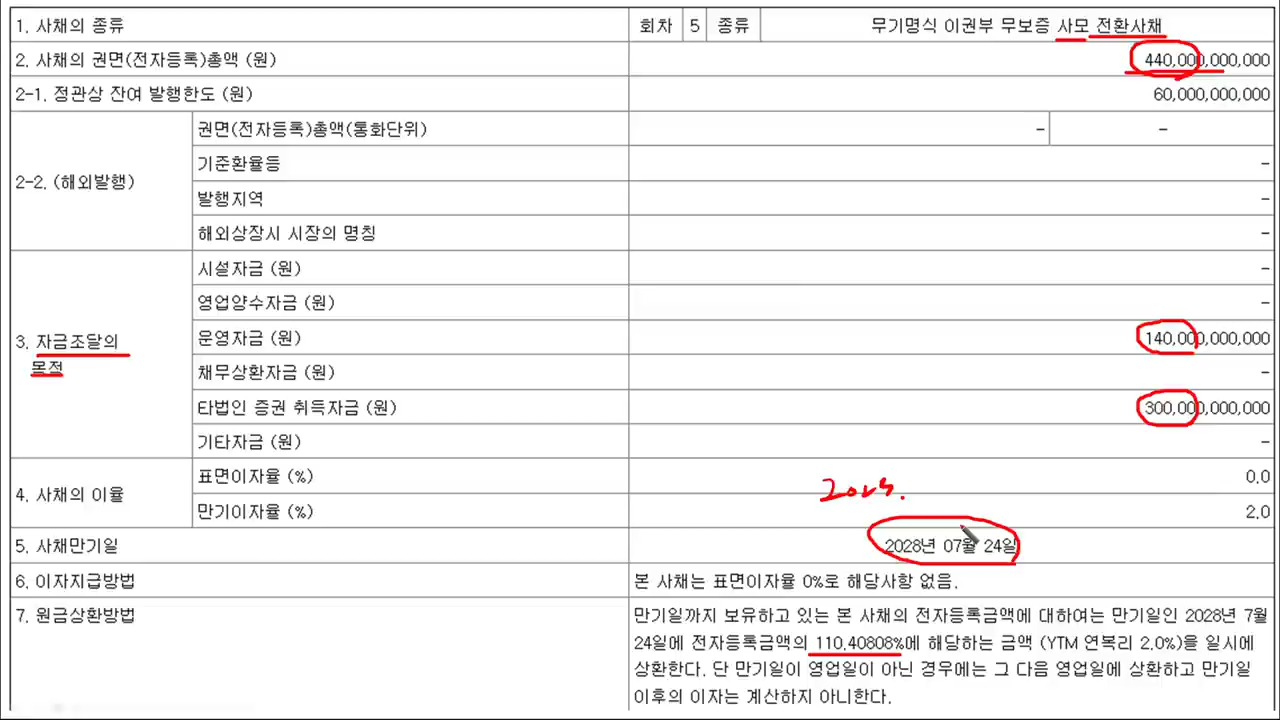 1. 사채의 종류 회차 5 종류 무기명식 이권부 무보증 사모 전환사채
2. 사채의 권면(전자등록)총액 (원) 440,000,000,000
2-1. 정관상 잔여 발행한도 (원) 60,000,000,000
2-2. (해외발행)
권면(전자등록)총액(통화단위) - -
기준환율등 -
발행지역 -
해외상장시 시장의 명칭 -
3. 자금조달의
목적
시설자금 (원) -
영업양수자금 (원) -
운영자금 (원) 140,000,000,000
채무상환자금 (원) -
타법인 증권 취득자금 (원) 300,000,000,000
기타자금 (원) -
4. 사채의 이율
표면이자율 (%) 0.0
만기이자율 (%) 2.0
5. 사채만기일 2028년 07월 24일
6. 이자지급방법 본 사채는 표면이자율 0%로 해당사항 없음.
7. 원금상환방법 만기일까지 보유하고 있는 본 사채의 전자등록금액에 대하여는 만기일인 2028년 7월
24일에 전자등록금액의 110.40808%에 해당하는 금액 (YTM 연복리 2.0%)을 일시에
상환한다. 단 만기일이 영업일이 아닌 경우에는 그 다음 영업일에 상환하고 만기일
이후의 이자는 계산하지 아니한다.